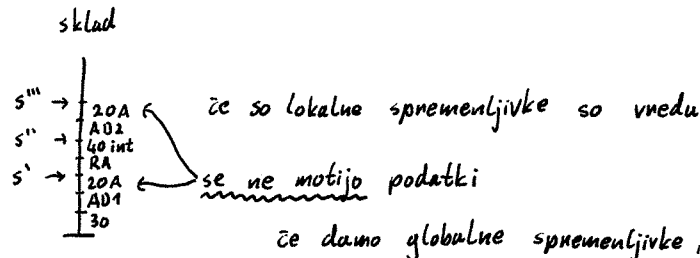 sklad
s''' → 20A če so lokalne spremenljivke so vredu
AD2
s'' → 40 int
RA
s' → 20A se ne motijo podatki
AD1
30
če damo globalne spremenljivke,